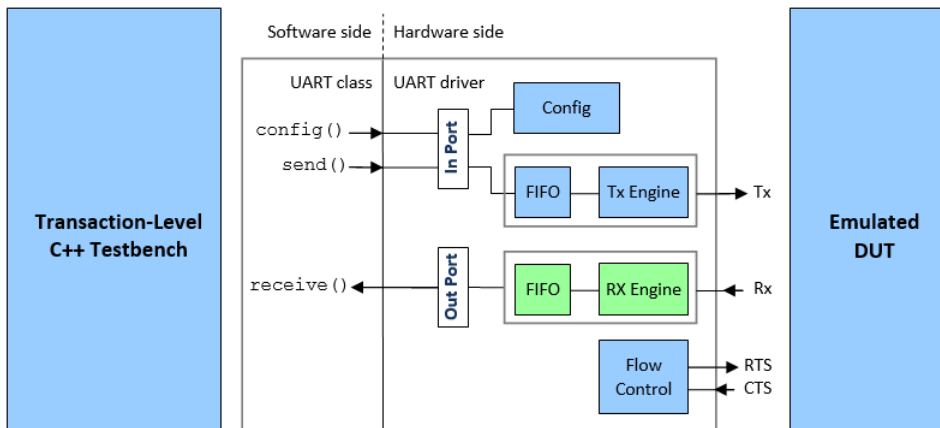 Software side
Hardware side
UART class
UART driver
config()
send()
receive()
In Port
Out Port
Config
FIFO
Tx Engine
Tx
FIFO
RX Engine
Rx
Flow
Control
RTS
CTS
Transaction-Level
C++ Testbench
Emulated
DUT